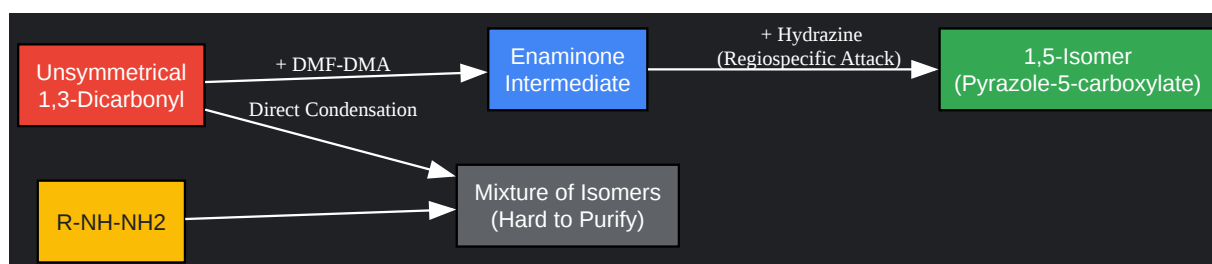 Unsymmetrical
1,3-Dicarbonyl
+ DMF-DMA
Enaminone
Intermediate
+ Hydrazine
(Regiospecific Attack)
1,5-Isomer
(Pyrazole-5-carboxylate)
Direct Condensation
R-NH-NH2
Mixture of Isomers
(Hard to Purify)